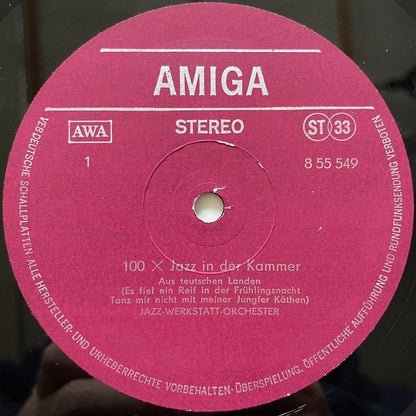 AMIGA
AWA
STEREO
ST 33
1
8 55 549
100 X Jazz in der Kammer
Aus teutschen Landen
(Es fiel ein Reif in der Frühlingsnacht
Tanz mir nicht mit meiner Jungfer Käthen)
JAZZ-WERKSTATT-ORCHESTER
VEB DEUTSCHE SCHALLPLATTEN ALLE HERSTELLER- UND URHEBERRECHTE VORBEHALTEN · ÜBERSPIELUNG, ÖFFENTLICHE AUFFÜHRUNG UND RUNDFUNKSENDUNG VERBOTEN